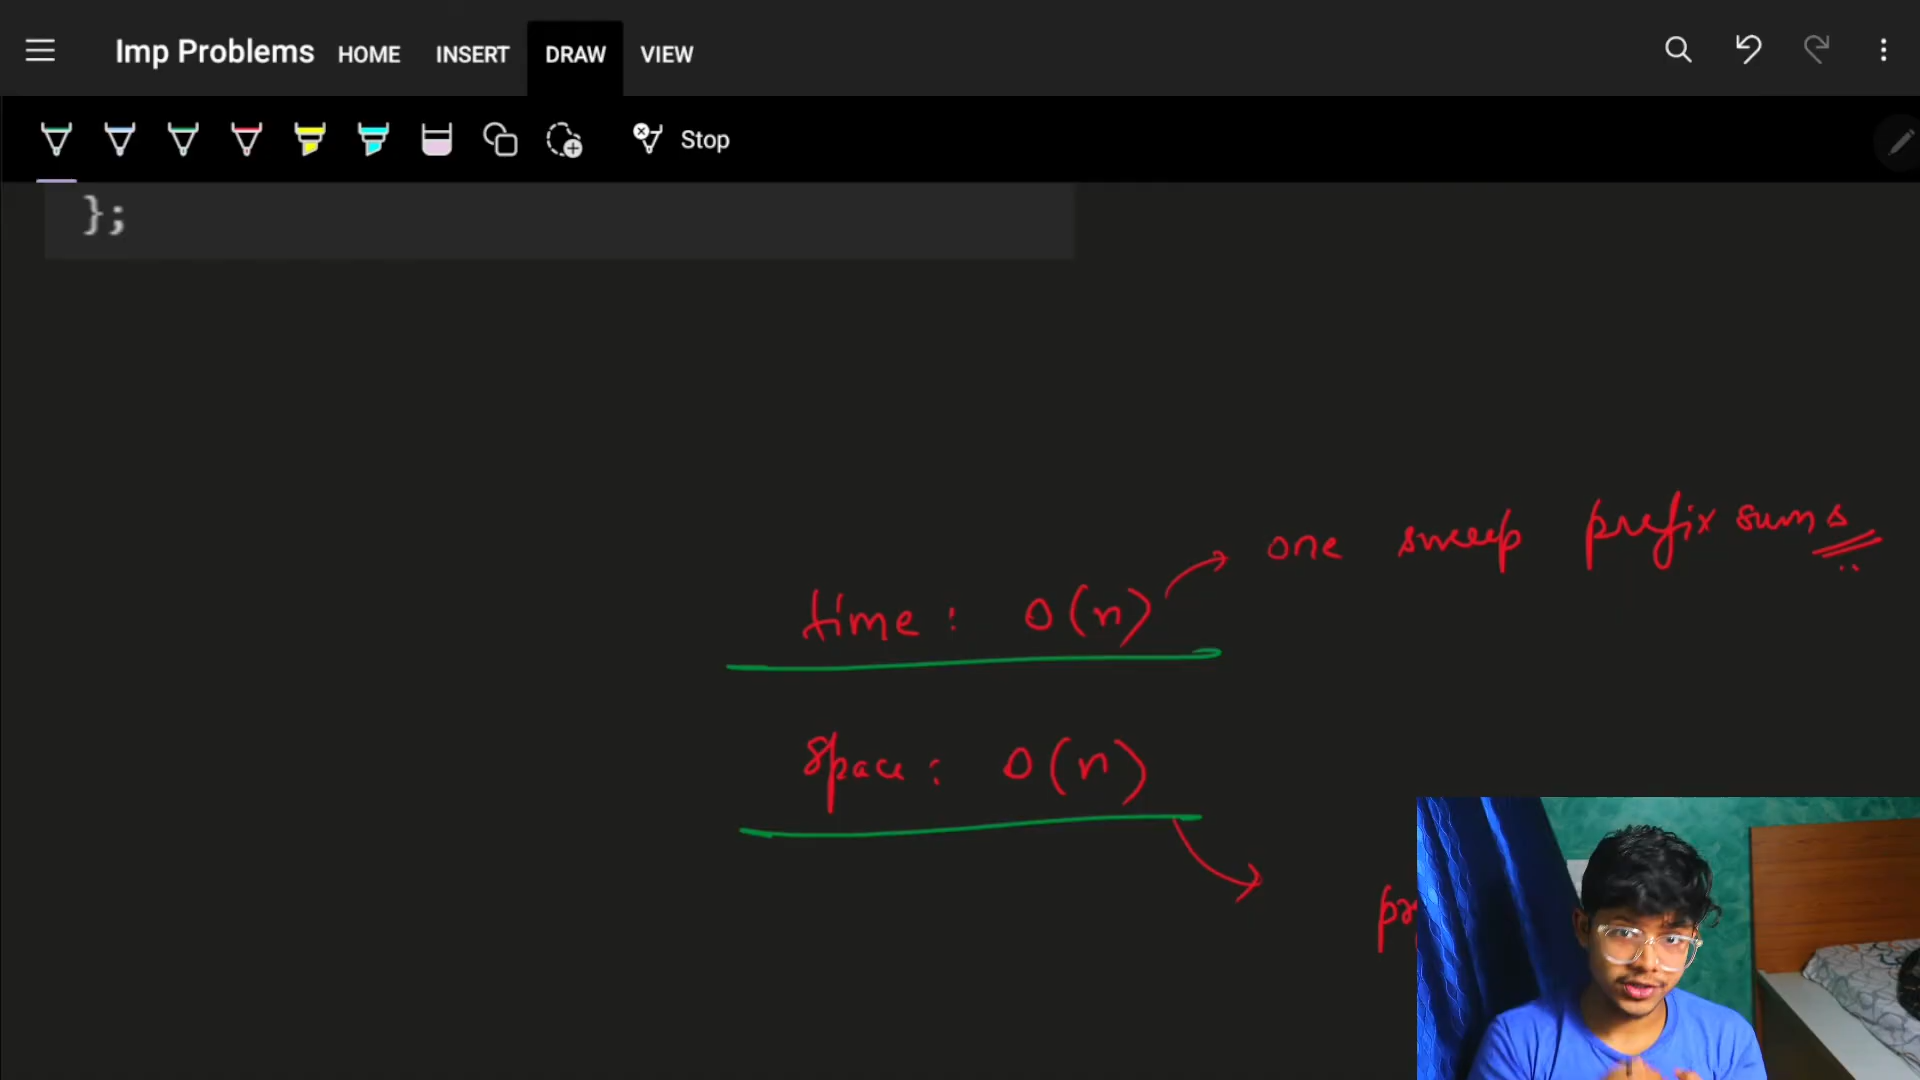 Imp Problems HOME INSERT DRAW VIEW
Stop
};
one sweep prefix sums
time : O(n)
space : O(n)